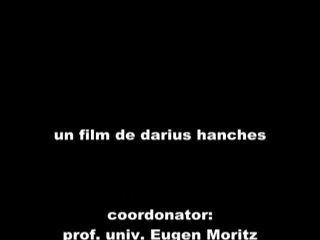 un film de darius hanches
coordonator:
prof. univ. Eugen Moritz